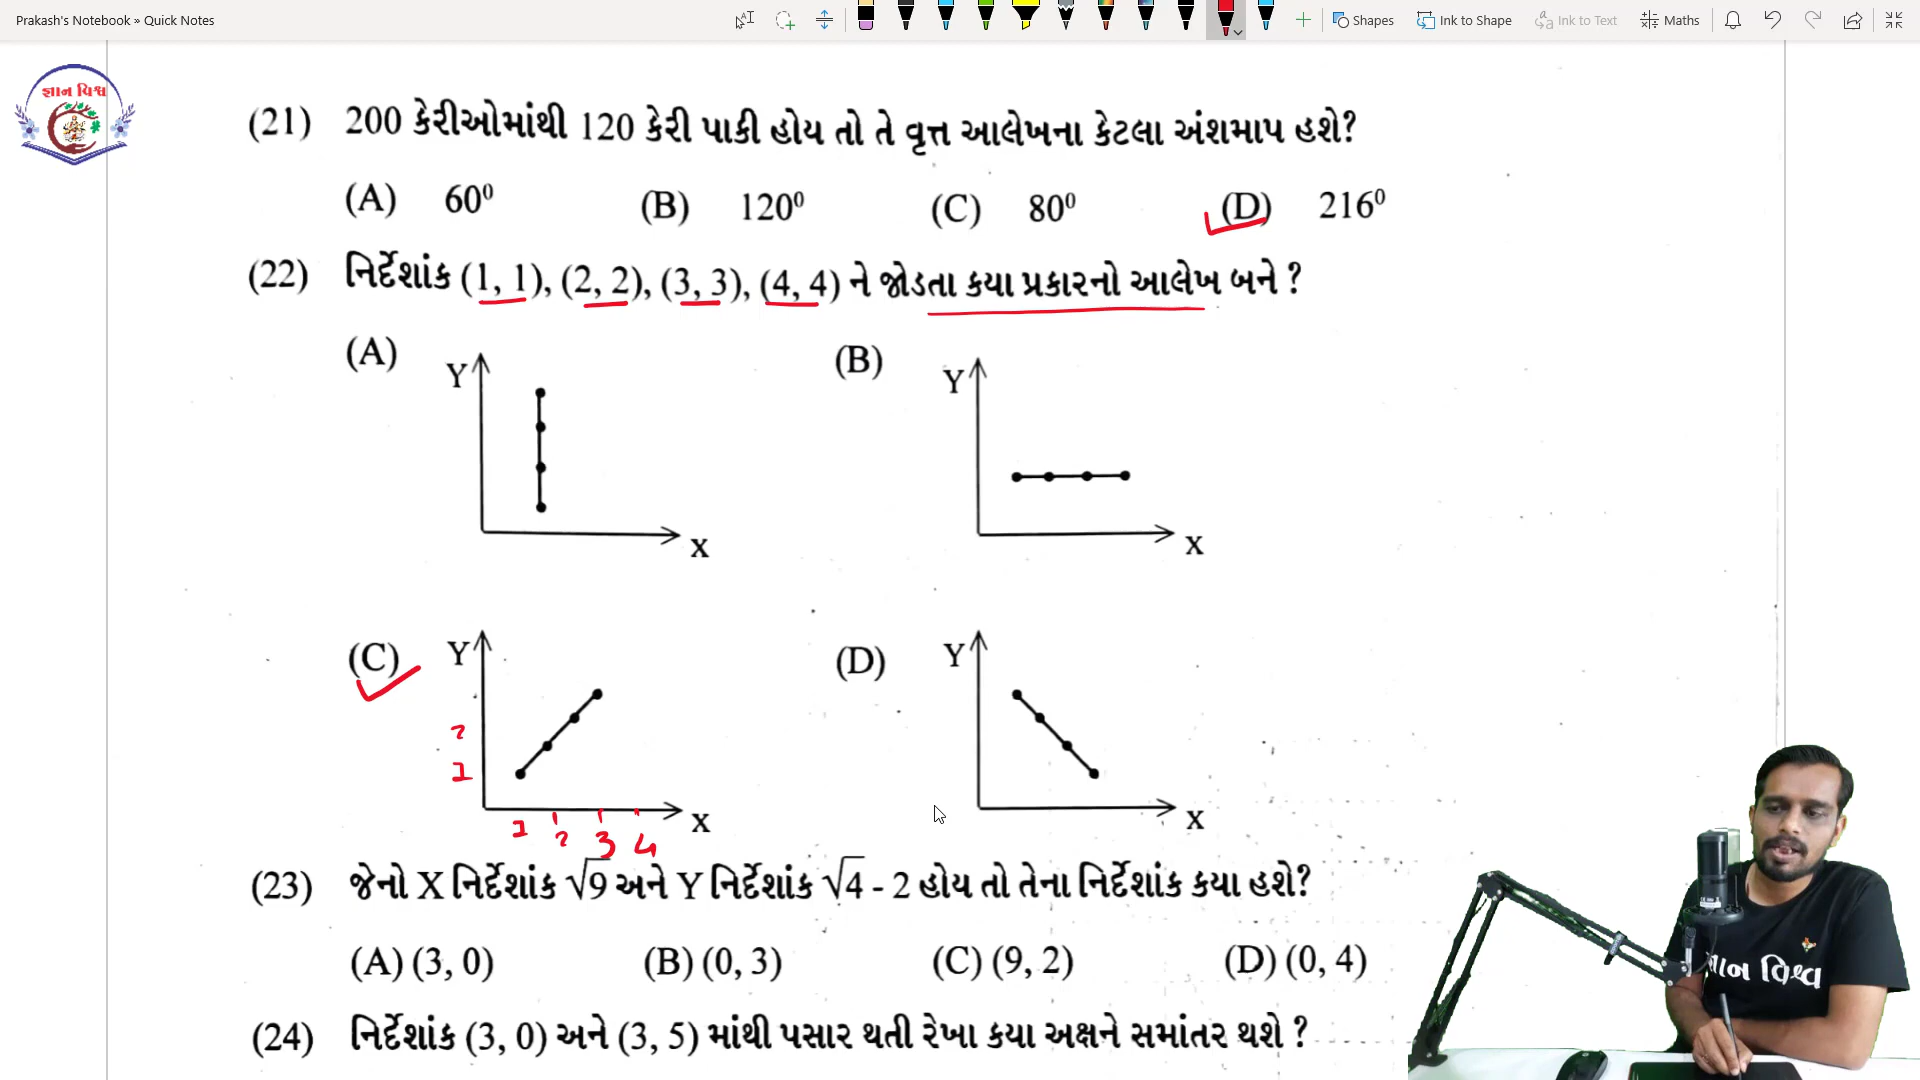 Prakash's Notebook » Quick Notes
Shapes Ink to Shape Ink to Text Maths
જ્ઞાન વિશ્વ
(21) 200 કેરીઓમાંથી 120 કેરી પાકી હોય તો તે વૃત્ત આલેખના કેટલા અંશમાપ હશે?
(A) 60⁰ (B) 120⁰ (C) 80⁰ (D) 216⁰
(22) નિર્દેશાંક (1, 1), (2, 2), (3, 3), (4, 4) ને જોડતા કયા પ્રકારનો આલેખ બને ?
(A) Y X (B) Y X
(C) Y X (D) Y X
2
1
1 2 3 4
(23) જેનો X નિર્દેશાંક √9 અને Y નિર્દેશાંક √4 - 2 હોય તો તેના નિર્દેશાંક કયા હશે?
(A) (3, 0) (B) (0, 3) (C) (9, 2) (D) (0, 4)
(24) નિર્દેશાંક (3, 0) અને (3, 5) માંથી પસાર થતી રેખા કયા અક્ષને સમાંતર થશે ?
જ્ઞાન વિશ્વ